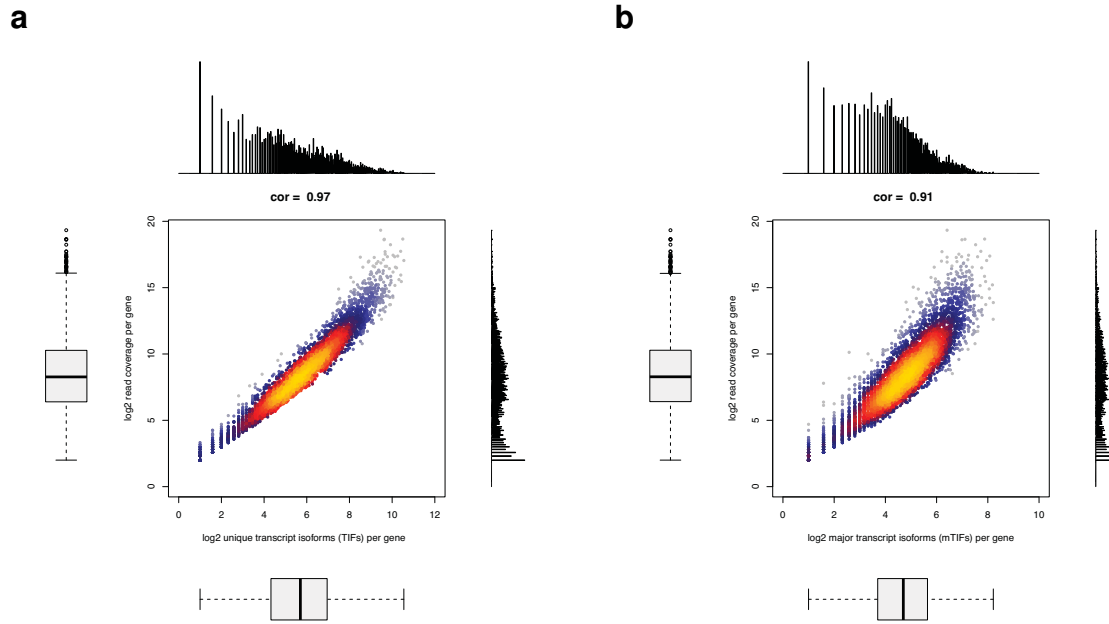 a
b
cor = 0.97
cor = 0.91
log2 read coverage per gene
0
5
10
15
20
0 2 4 6 8 10 12
log2 unique transcript isoforms (TIFs) per gene
log2 read coverage per gene
0
5
10
15
20
0 2 4 6 8 10
log2 major transcript isoforms (mTIFs) per gene